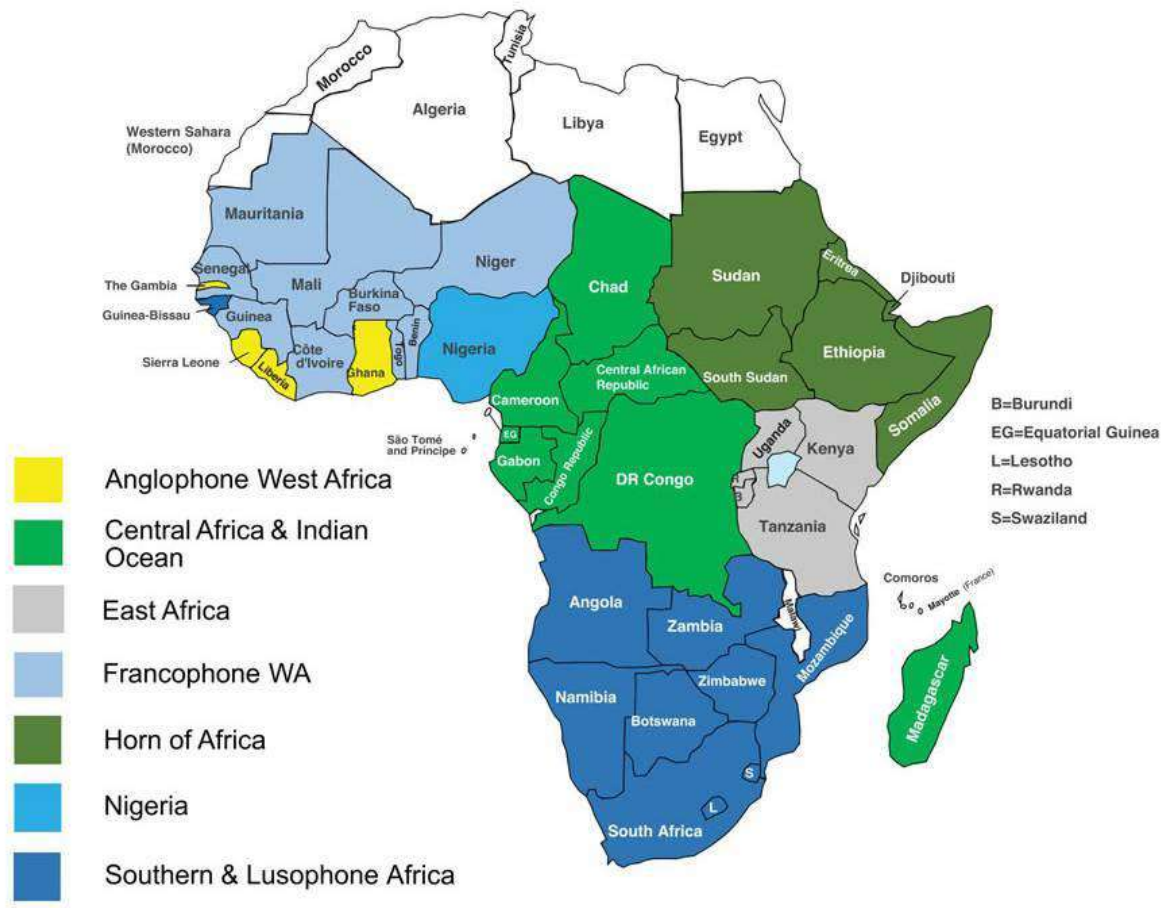 Tunisia
Morocco
Algeria
Libya
Egypt
Western Sahara
(Morocco)
Mauritania
Mali
Niger
Chad
Sudan
Eritrea
Djibouti
Senegal
The Gambia
Guinea-Bissau
Guinea
Burkina
Faso
Benin
Togo
Nigeria
Sierra Leone
Liberia
Côte
d'Ivoire
Ghana
Cameroon
Central African
Republic
South Sudan
Ethiopia
Somalia
São Tomé
and Principe
EG
Gabon
Congo Republic
DR Congo
Uganda
Kenya
R
B
Tanzania
B=Burundi
EG=Equatorial Guinea
L=Lesotho
R=Rwanda
S=Swaziland
Comoros
Mayotte (France)
Angola
Zambia
Malawi
Mozambique
Madagascar
Namibia
Botswana
Zimbabwe
S
L
South Africa
Anglophone West Africa
Central Africa & Indian
Ocean
East Africa
Francophone WA
Horn of Africa
Nigeria
Southern & Lusophone Africa